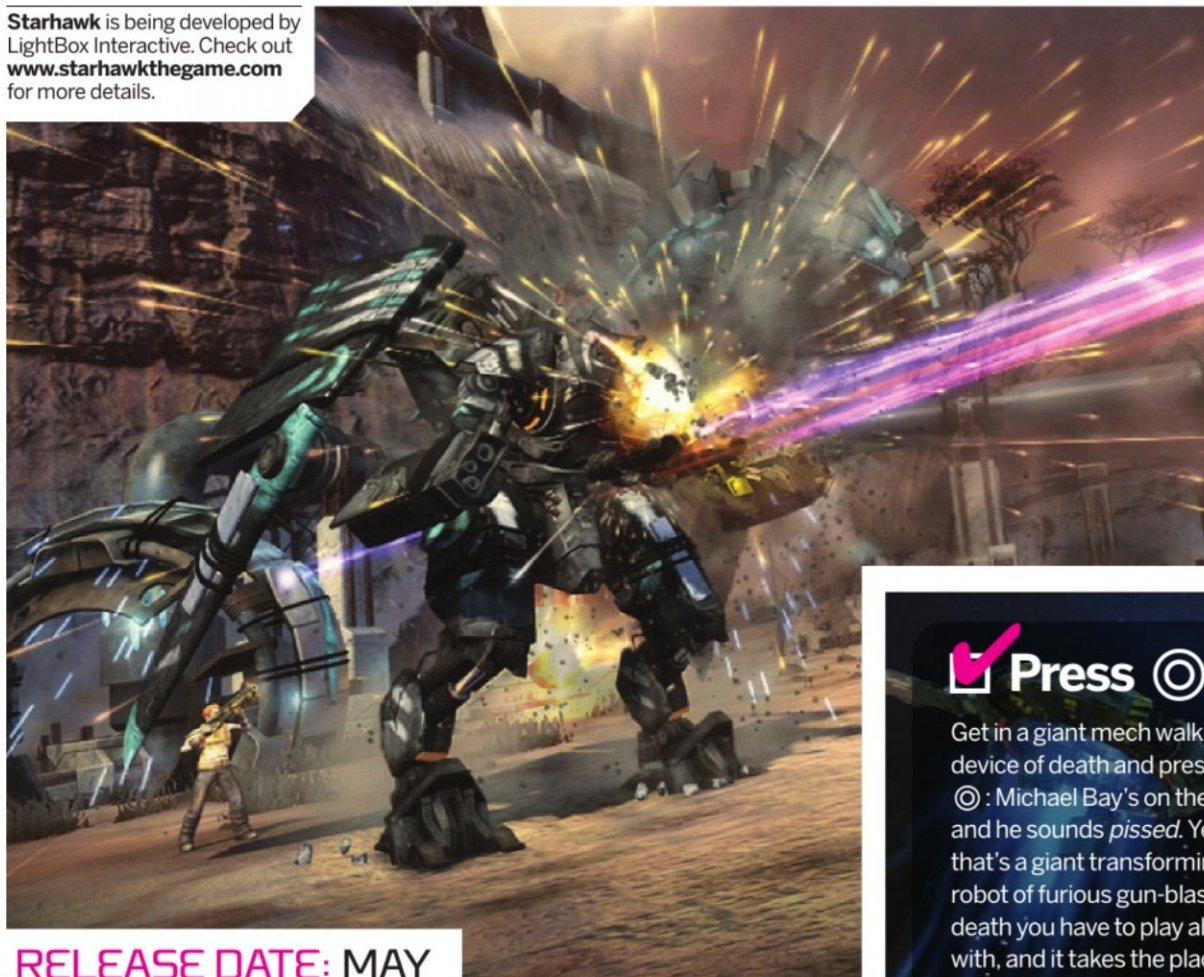 Starhawk is being developed by
LightBox Interactive. Check out
www.starhawkthegame.com
for more details.
Press ◎
Get in a giant mech walk
device of death and pres
◎ : Michael Bay's on the
and he sounds pissed. Y
that's a giant transformin
robot of furious gun-blas
death you have to play al
with, and it takes the pla
RELEASE DATE: MAY